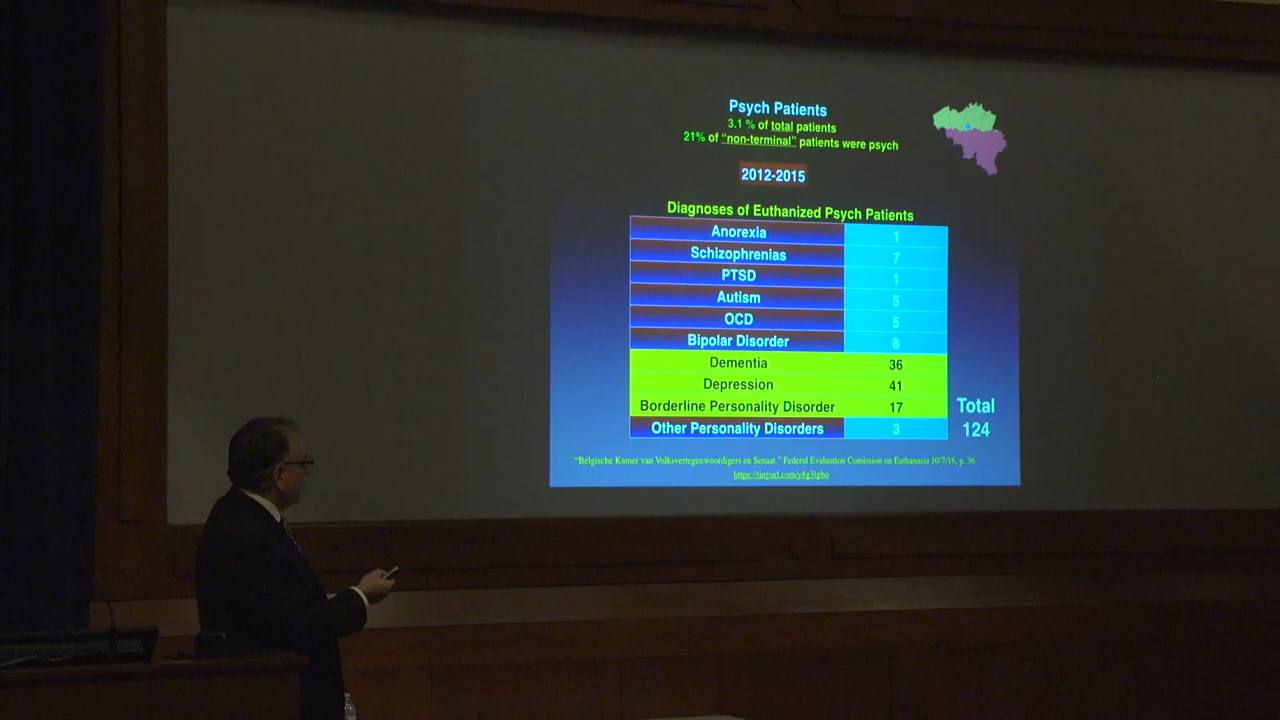 Psych Patients
3.1 % of total patients
21% of “non-terminal” patients were psych
2012-2015
Diagnoses of Euthanized Psych Patients
Anorexia 1
Schizophrenias 7
PTSD 1
Autism 5
OCD 5
Bipolar Disorder 8
Dementia 36
Depression 41
Borderline Personality Disorder 17
Other Personality Disorders 3
Total
124
"Belgische Kamer van Volksvertegenwoordigers en Senaat." Federal Evaluation Comission on Euthanasia 10/7/16, p. 36